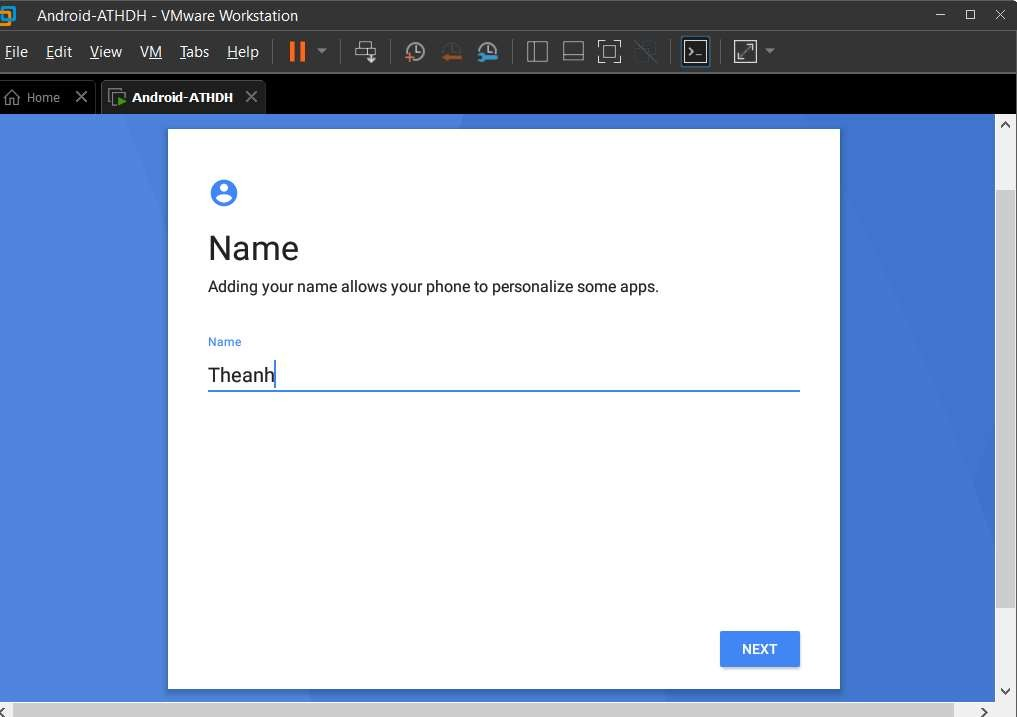 Android-ATHDH - VMware Workstation
File Edit View VM Tabs Help
Home Android-ATHDH
Name
Adding your name allows your phone to personalize some apps.
Name
Theanh
NEXT